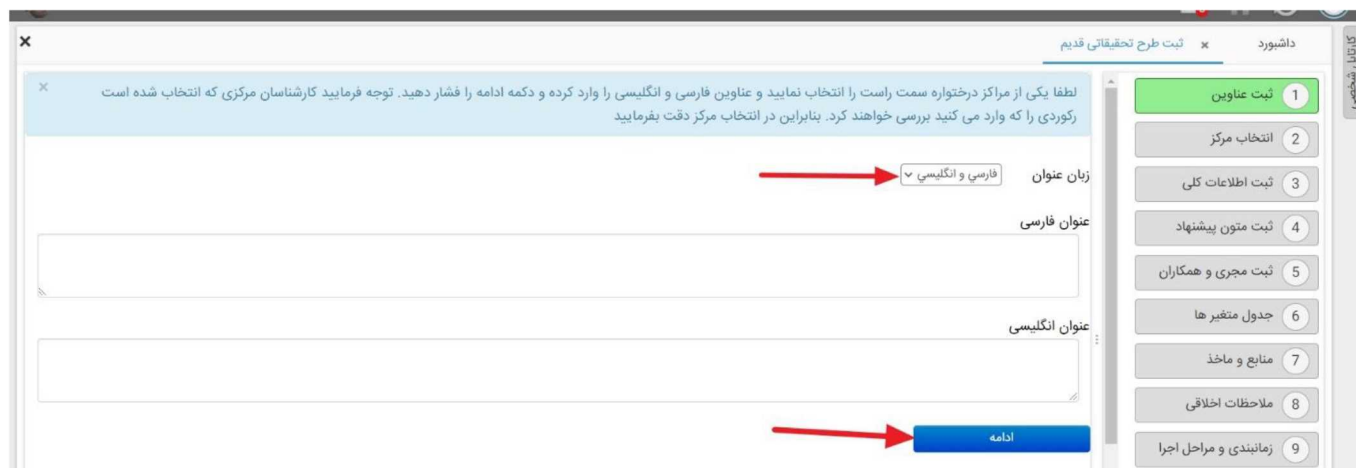 داشبورد
ثبت طرح تحقیقاتی قدیم ×
×
کارتابل شخصی
1 ثبت عناوین
2 انتخاب مرکز
3 ثبت اطلاعات کلی
4 ثبت متون پیشنهاد
5 ثبت مجری و همکاران
6 جدول متغیر ها
7 منابع و ماخذ
8 ملاحظات اخلاقی
9 زمانبندی و مراحل اجرا
لطفا یکی از مراکز درختواره سمت راست را انتخاب نمایید و عناوین فارسی و انگلیسی را وارد کرده و دکمه ادامه را فشار دهید. توجه فرمایید کارشناسان مرکزی که انتخاب شده است ×
رکوردی را که وارد می کنید بررسی خواهند کرد. بنابراین در انتخاب مرکز دقت بفرمایید
زبان عنوان فارسي و انگليسي
عنوان فارسی
عنوان انگلیسی
ادامه